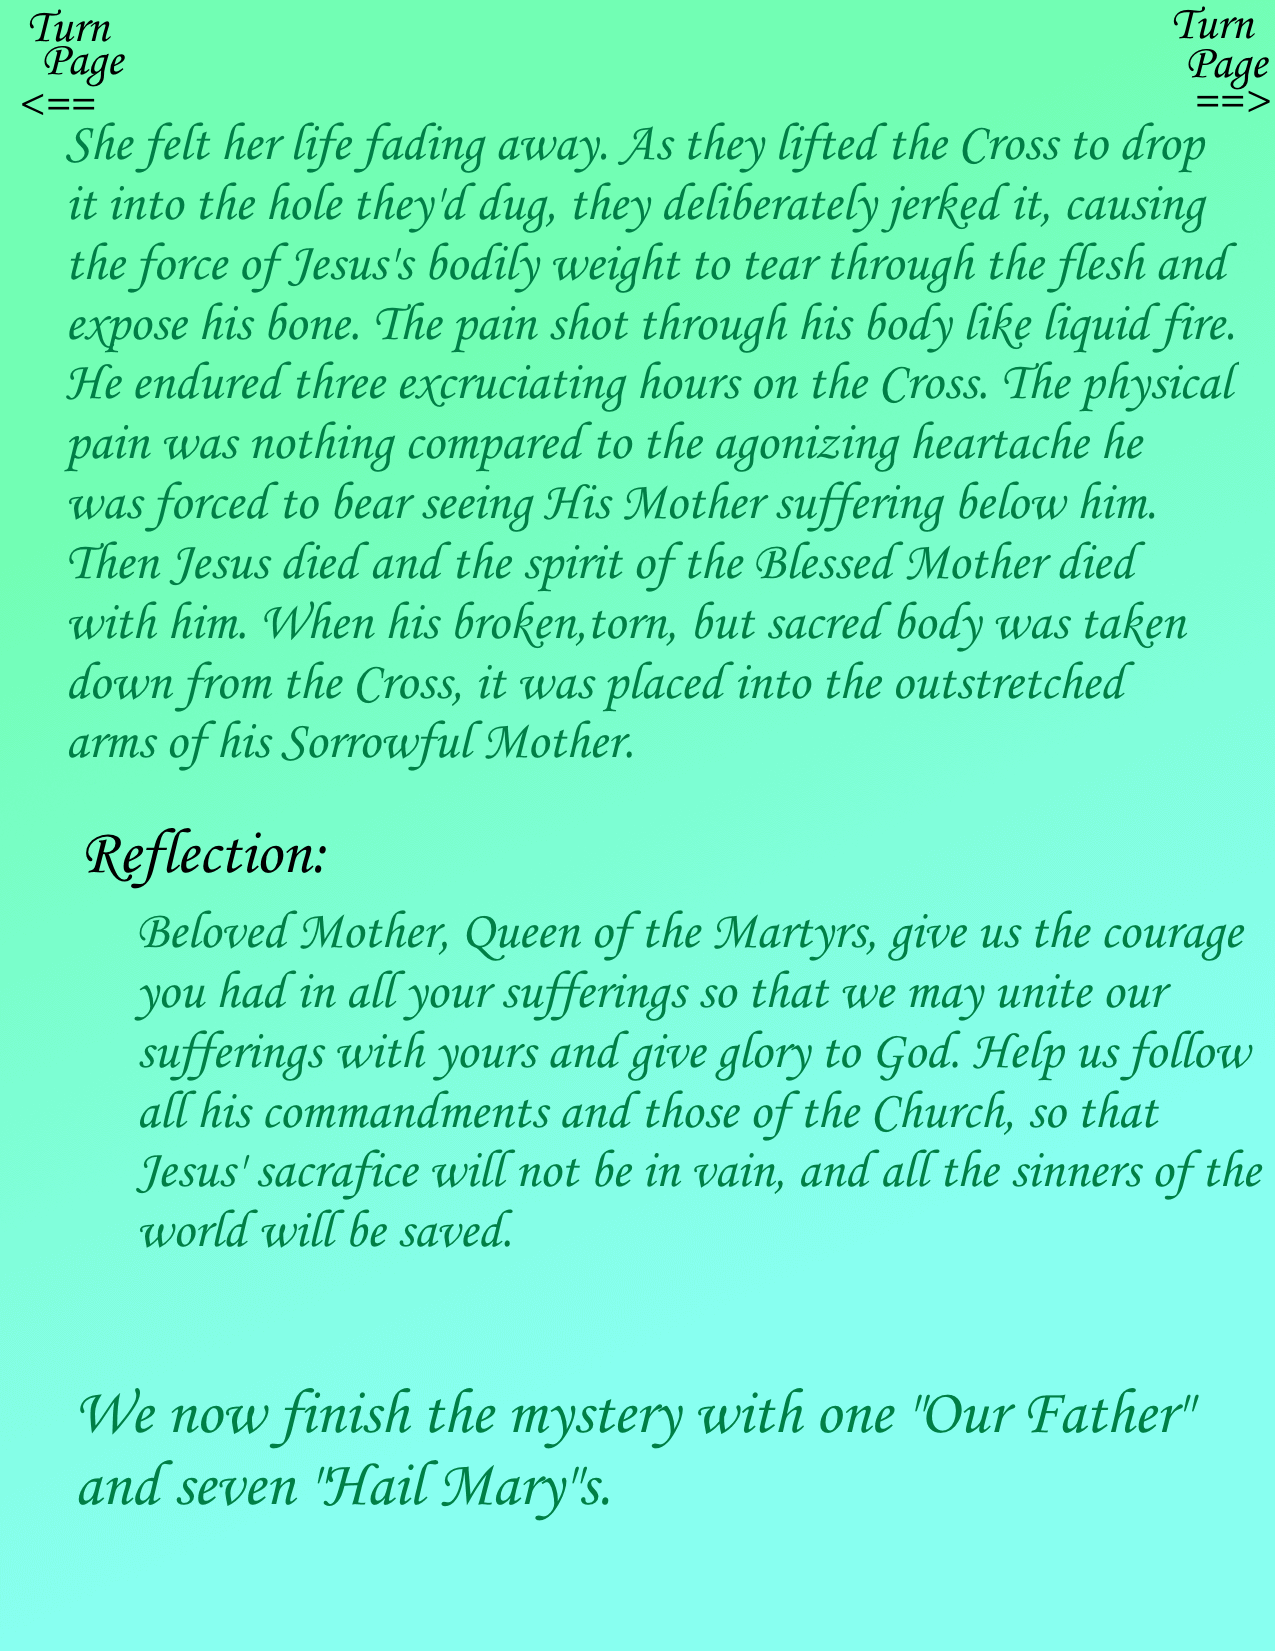 Turn
Page
<==
Turn
Page
==>
She felt her life fading away. As they lifted the Cross to drop
it into the hole they'd dug, they deliberately jerked it, causing
the force of Jesus's bodily weight to tear through the flesh and
expose his bone. The pain shot through his body like liquid fire.
He endured three excruciating hours on the Cross. The physical
pain was nothing compared to the agonizing heartache he
was forced to bear seeing His Mother suffering below him.
Then Jesus died and the spirit of the Blessed Mother died
with him. When his broken,torn, but sacred body was taken
down from the Cross, it was placed into the outstretched
arms of his Sorrowful Mother.
Reflection:
Beloved Mother, Queen of the Martyrs, give us the courage
you had in all your sufferings so that we may unite our
sufferings with yours and give glory to God. Help us follow
all his commandments and those of the Church, so that
Jesus' sacrafice will not be in vain, and all the sinners of the
world will be saved.
We now finish the mystery with one "Our Father"
and seven "Hail Mary"s.